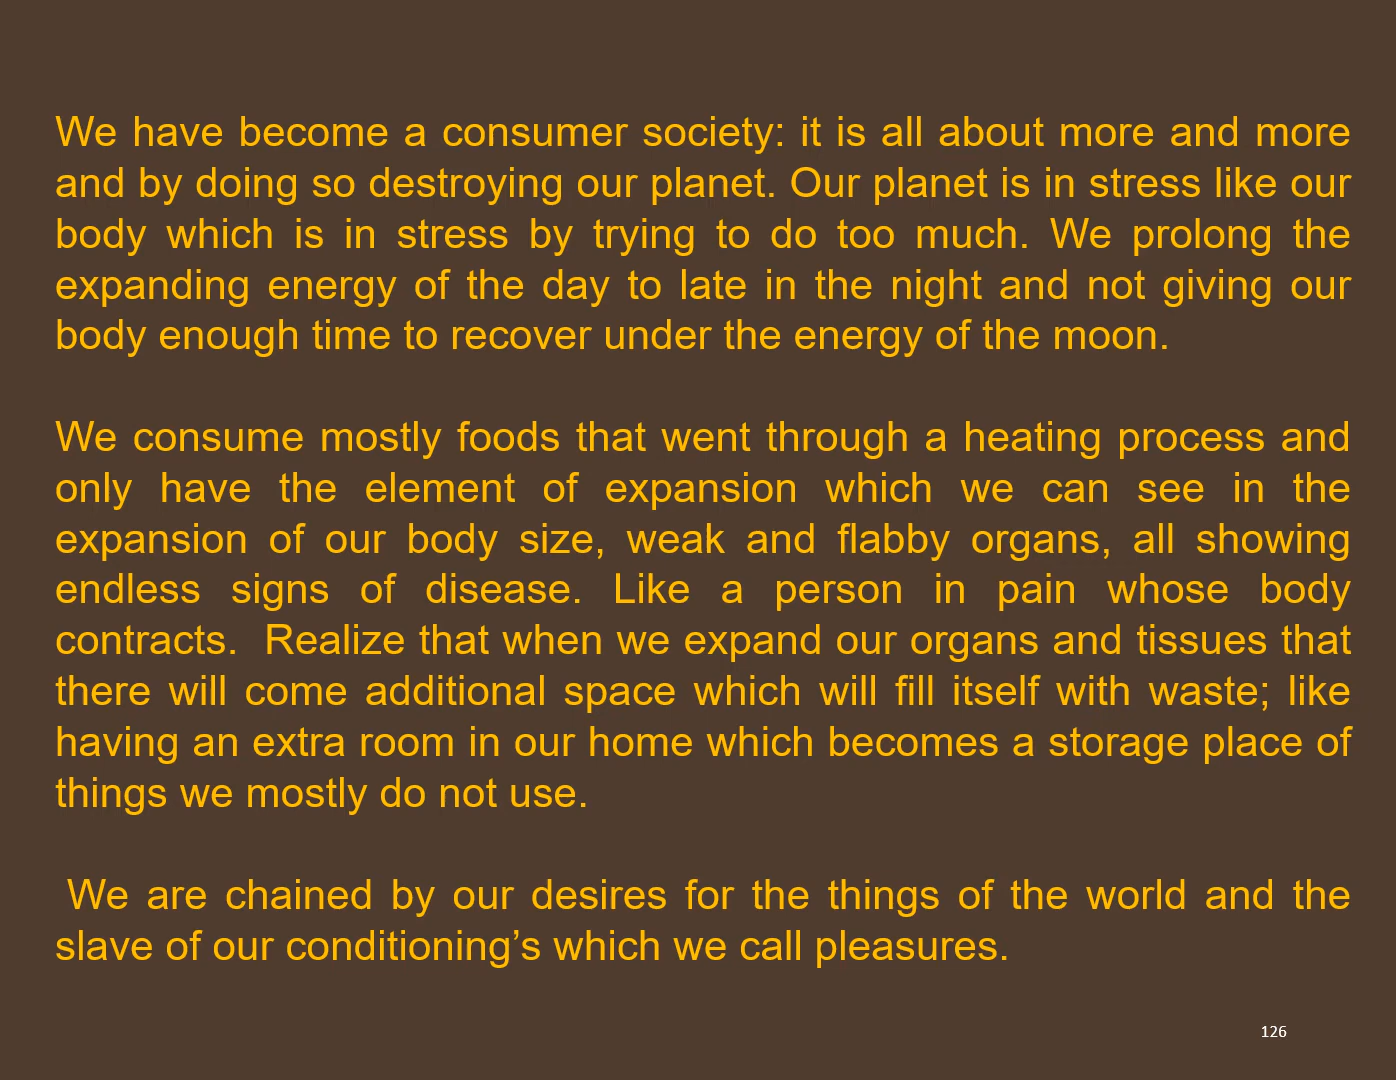 We have become a consumer society: it is all about more and more
and by doing so destroying our planet. Our planet is in stress like our
body which is in stress by trying to do too much. We prolong the
expanding energy of the day to late in the night and not giving our
body enough time to recover under the energy of the moon.
We consume mostly foods that went through a heating process and
only have the element of expansion which we can see in the
expansion of our body size, weak and flabby organs, all showing
endless signs of disease. Like a person in pain whose body
contracts.  Realize that when we expand our organs and tissues that
there will come additional space which will fill itself with waste; like
having an extra room in our home which becomes a storage place of
things we mostly do not use.
We are chained by our desires for the things of the world and the
slave of our conditioning’s which we call pleasures.
126